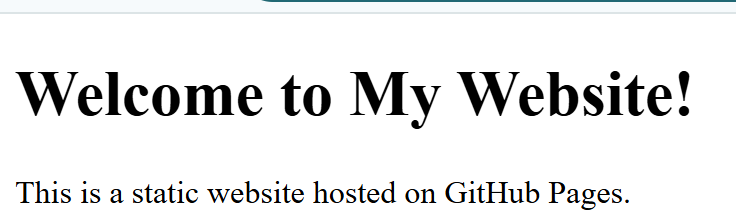 Welcome to My Website!
This is a static website hosted on GitHub Pages.